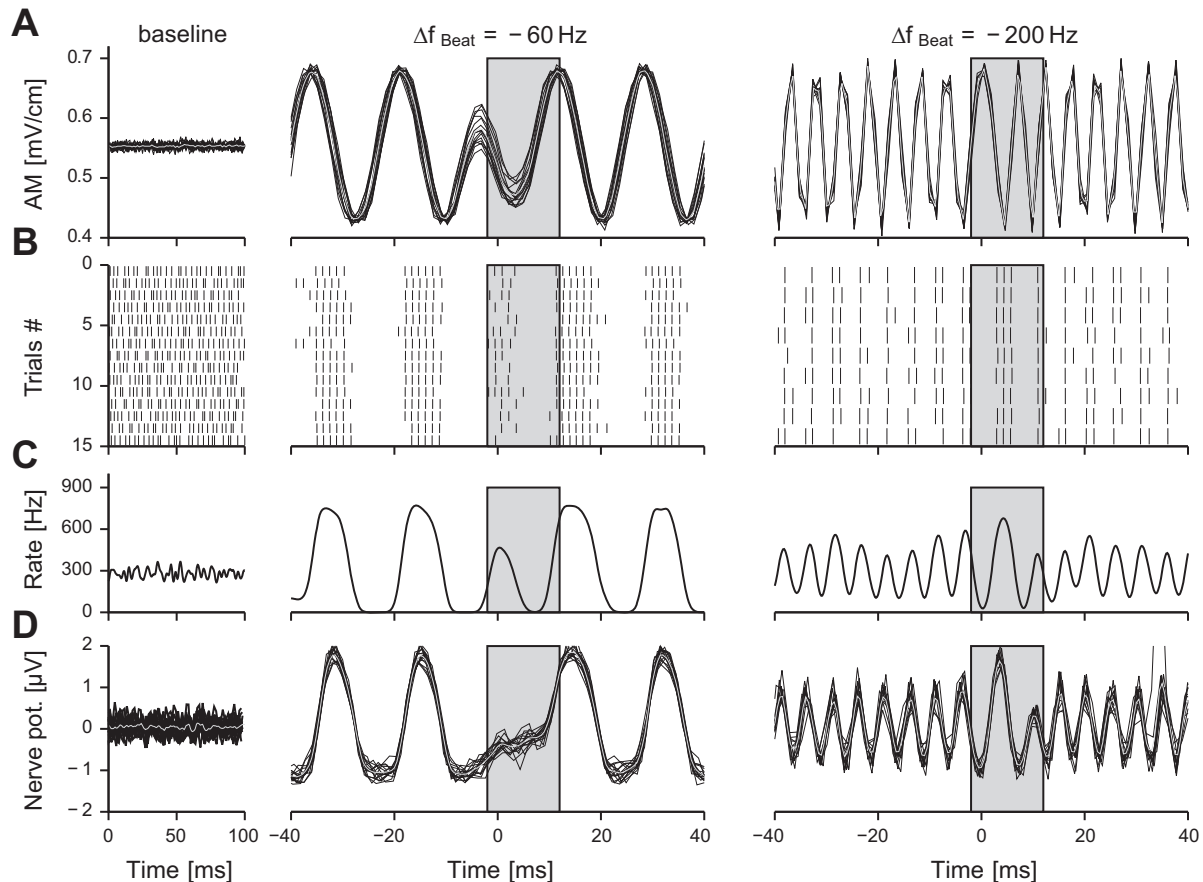 A
baseline
Δf Beat = − 60 Hz
Δf Beat = − 200 Hz
AM [mV/cm]
0.7
0.6
0.5
0.4
B
Trials #
0
5
10
15
C
Rate [Hz]
900
600
300
0
D
Nerve pot. [µV]
2
1
0
−1
−2
0 50 100
−40 −20 0 20 40
−40 −20 0 20 40
Time [ms]
Time [ms]
Time [ms]